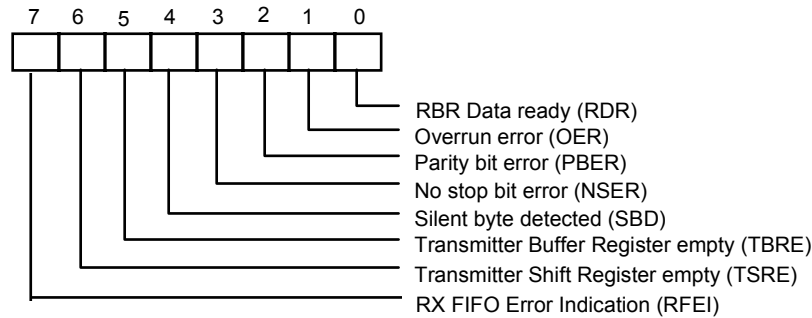 7 6 5 4 3 2 1 0
RBR Data ready (RDR)
Overrun error (OER)
Parity bit error (PBER)
No stop bit error (NSER)
Silent byte detected (SBD)
Transmitter Buffer Register empty (TBRE)
Transmitter Shift Register empty (TSRE)
RX FIFO Error Indication (RFEI)